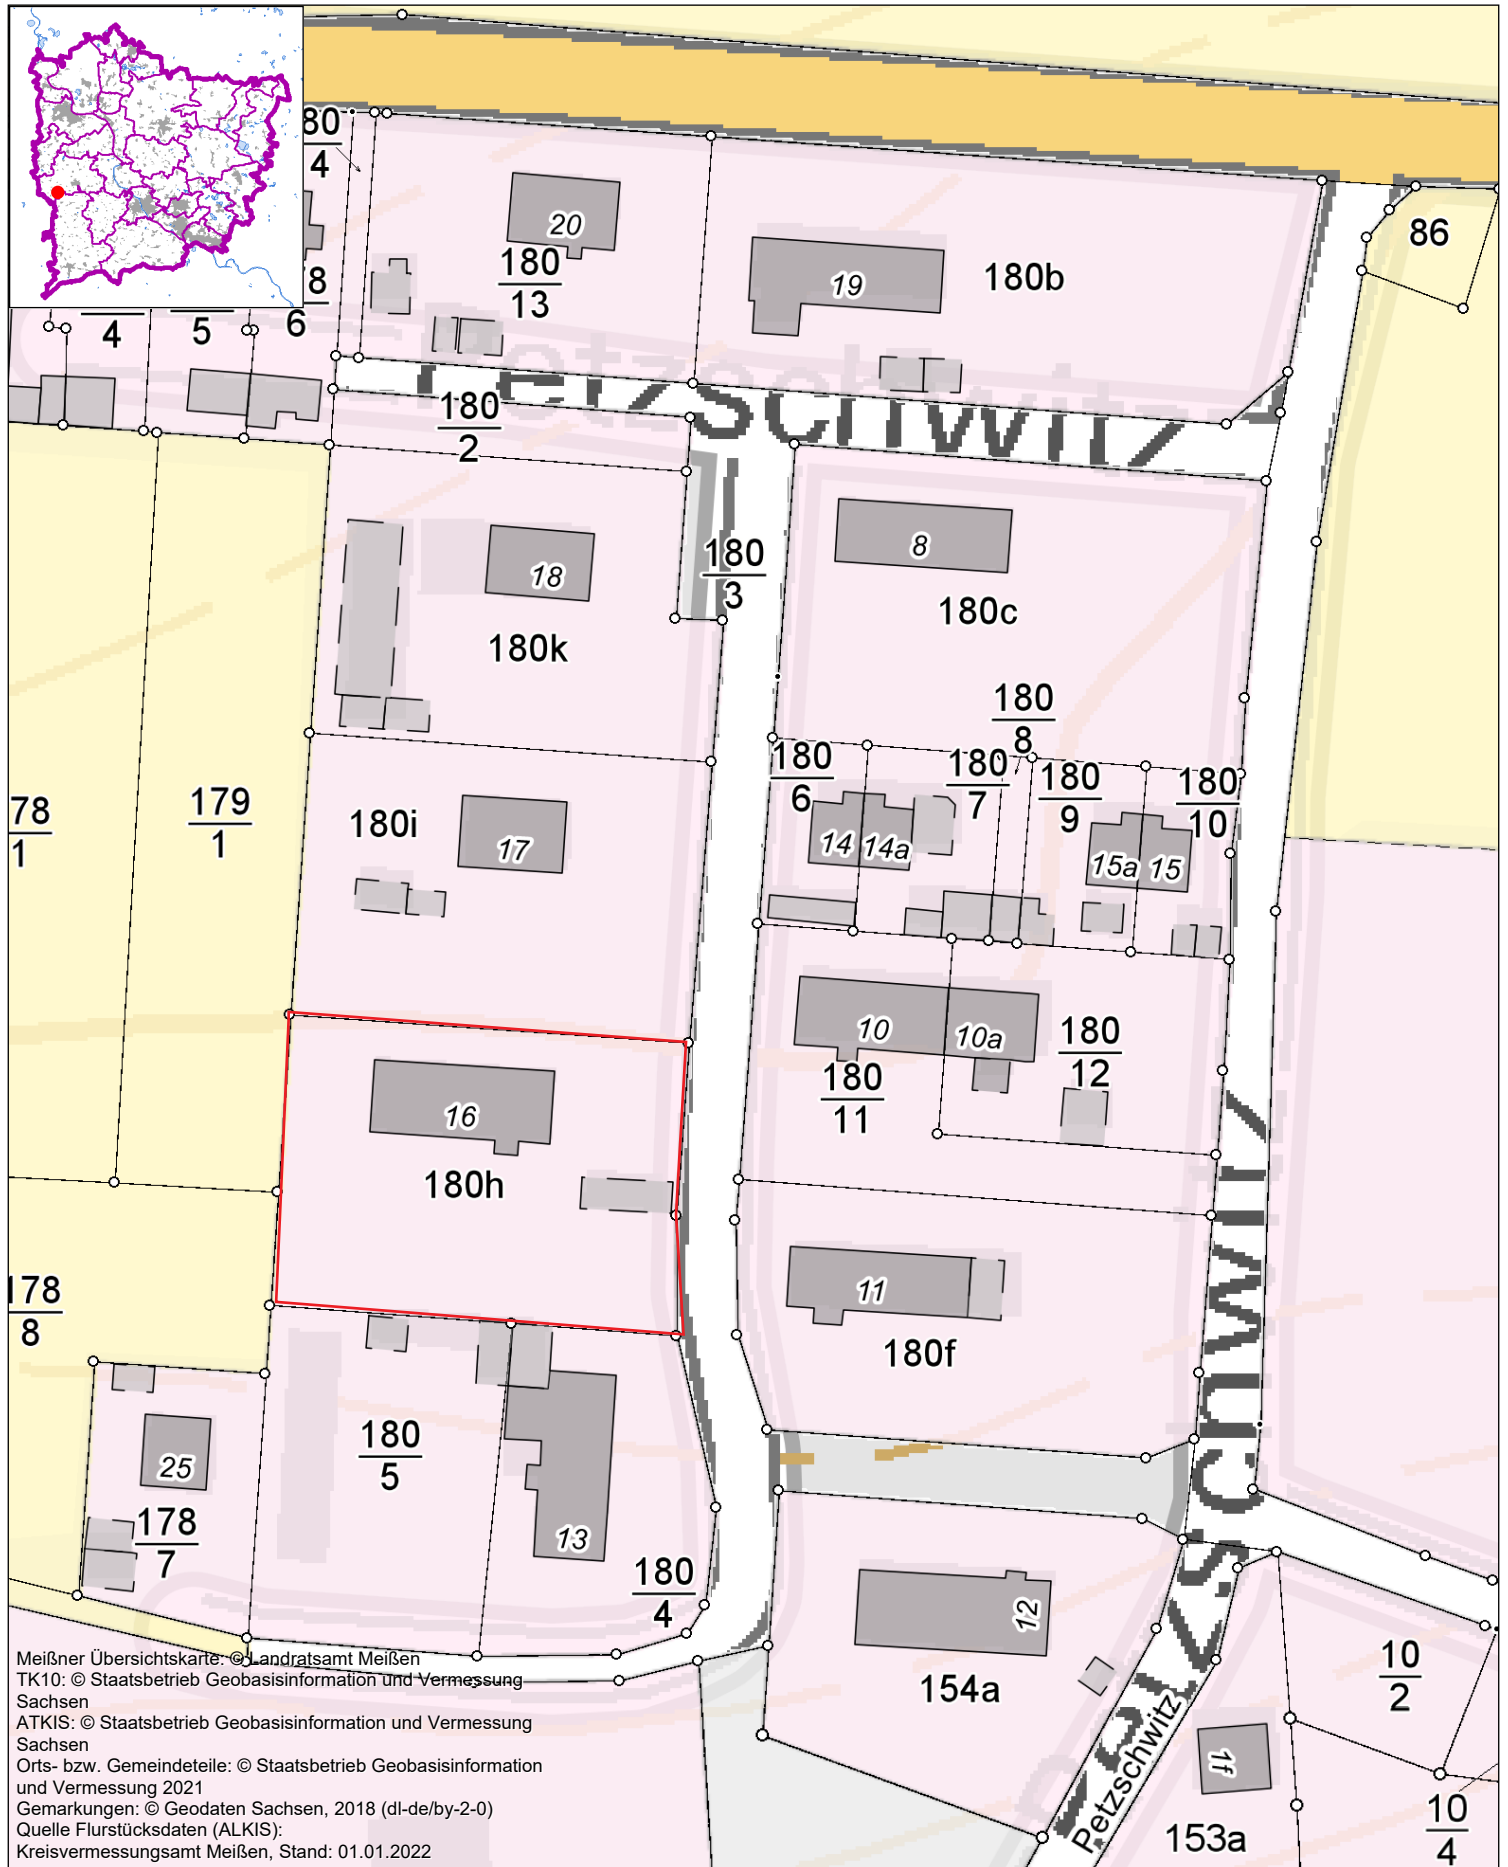 80
4
20
180
13
19
180b
86
8
4
5
6
Petzschwitz
180
2
180
3
8
180c
18
180k
180
8
180
6
180
7
180
9
180
10
78
1
179
1
180i
17
14
14a
15a
15
10
10a
180
12
180
11
16
180h
178
8
11
180f
180
5
25
178
7
13
180
4
12
154a
10
2
Petzschwitz
1f
153a
10
4
Meißner Übersichtskarte: © Landratsamt Meißen
TK10: © Staatsbetrieb Geobasisinformation und Vermessung
Sachsen
ATKIS: © Staatsbetrieb Geobasisinformation und Vermessung
Sachsen
Orts- bzw. Gemeindeteile: © Staatsbetrieb Geobasisinformation
und Vermessung 2021
Gemarkungen: © Geodaten Sachsen, 2018 (dl-de/by-2-0)
Quelle Flurstücksdaten (ALKIS):
Kreisvermessungsamt Meißen, Stand: 01.01.2022